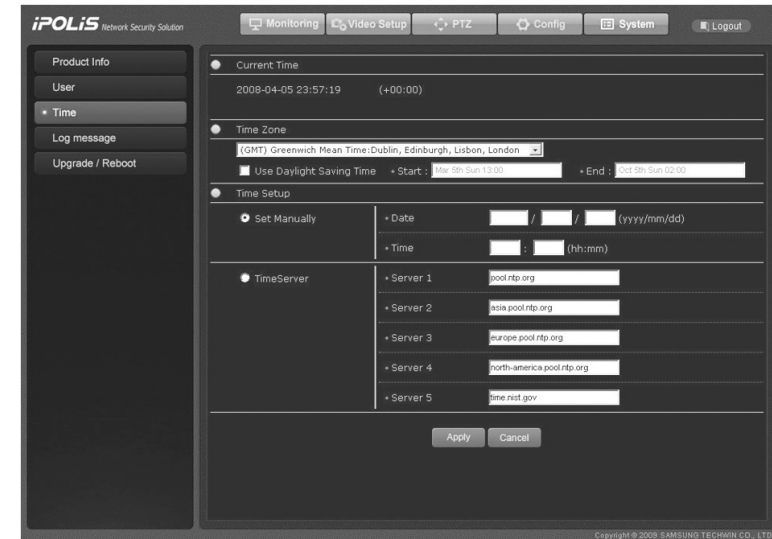 iPOLiS Network Security Solution
Monitoring Video Setup PTZ Config System Logout
Product Info
User
Time
Log message
Upgrade / Reboot
Current Time
2008-04-05 23:57:19 (+00:00)
Time Zone
(GMT) Greenwich Mean Time:Dublin, Edinburgh, Lisbon, London
Use Daylight Saving Time • Start : Mar 5th Sun 13:00 • End : Oct 5th Sun 02:00
Time Setup
Set Manually • Date / / (yyyy/mm/dd)
• Time : (hh:mm)
TimeServer • Server 1 pool.ntp.org
• Server 2 asia.pool.ntp.org
• Server 3 europe.pool.ntp.org
• Server 4 north-america.pool.ntp.org
• Server 5 time.nist.gov
Apply Cancel
Copyright © 2009 SAMSUNG TECHWIN CO., LTD